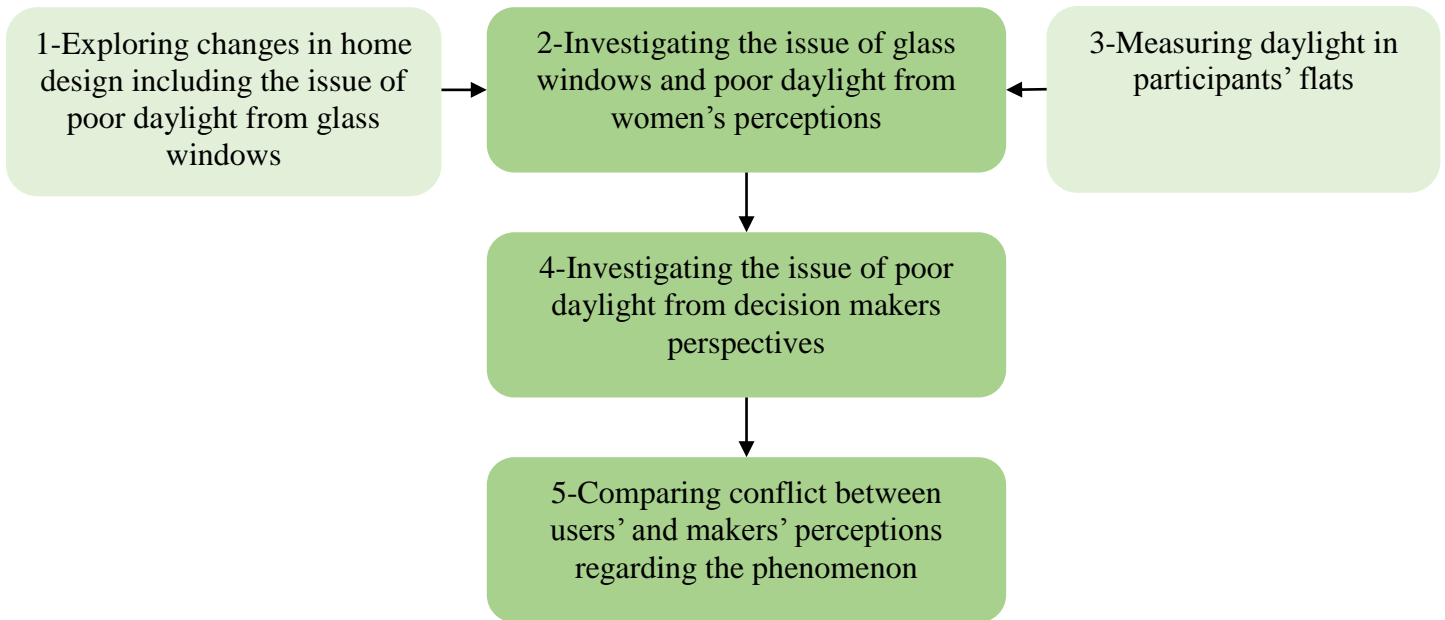 1-Exploring changes in home
design including the issue of
poor daylight from glass
windows
2-Investigating the issue of glass
windows and poor daylight from
women’s perceptions
3-Measuring daylight in
participants’ flats
4-Investigating the issue of poor
daylight from decision makers
perspectives
5-Comparing conflict between
users’ and makers’ perceptions
regarding the phenomenon